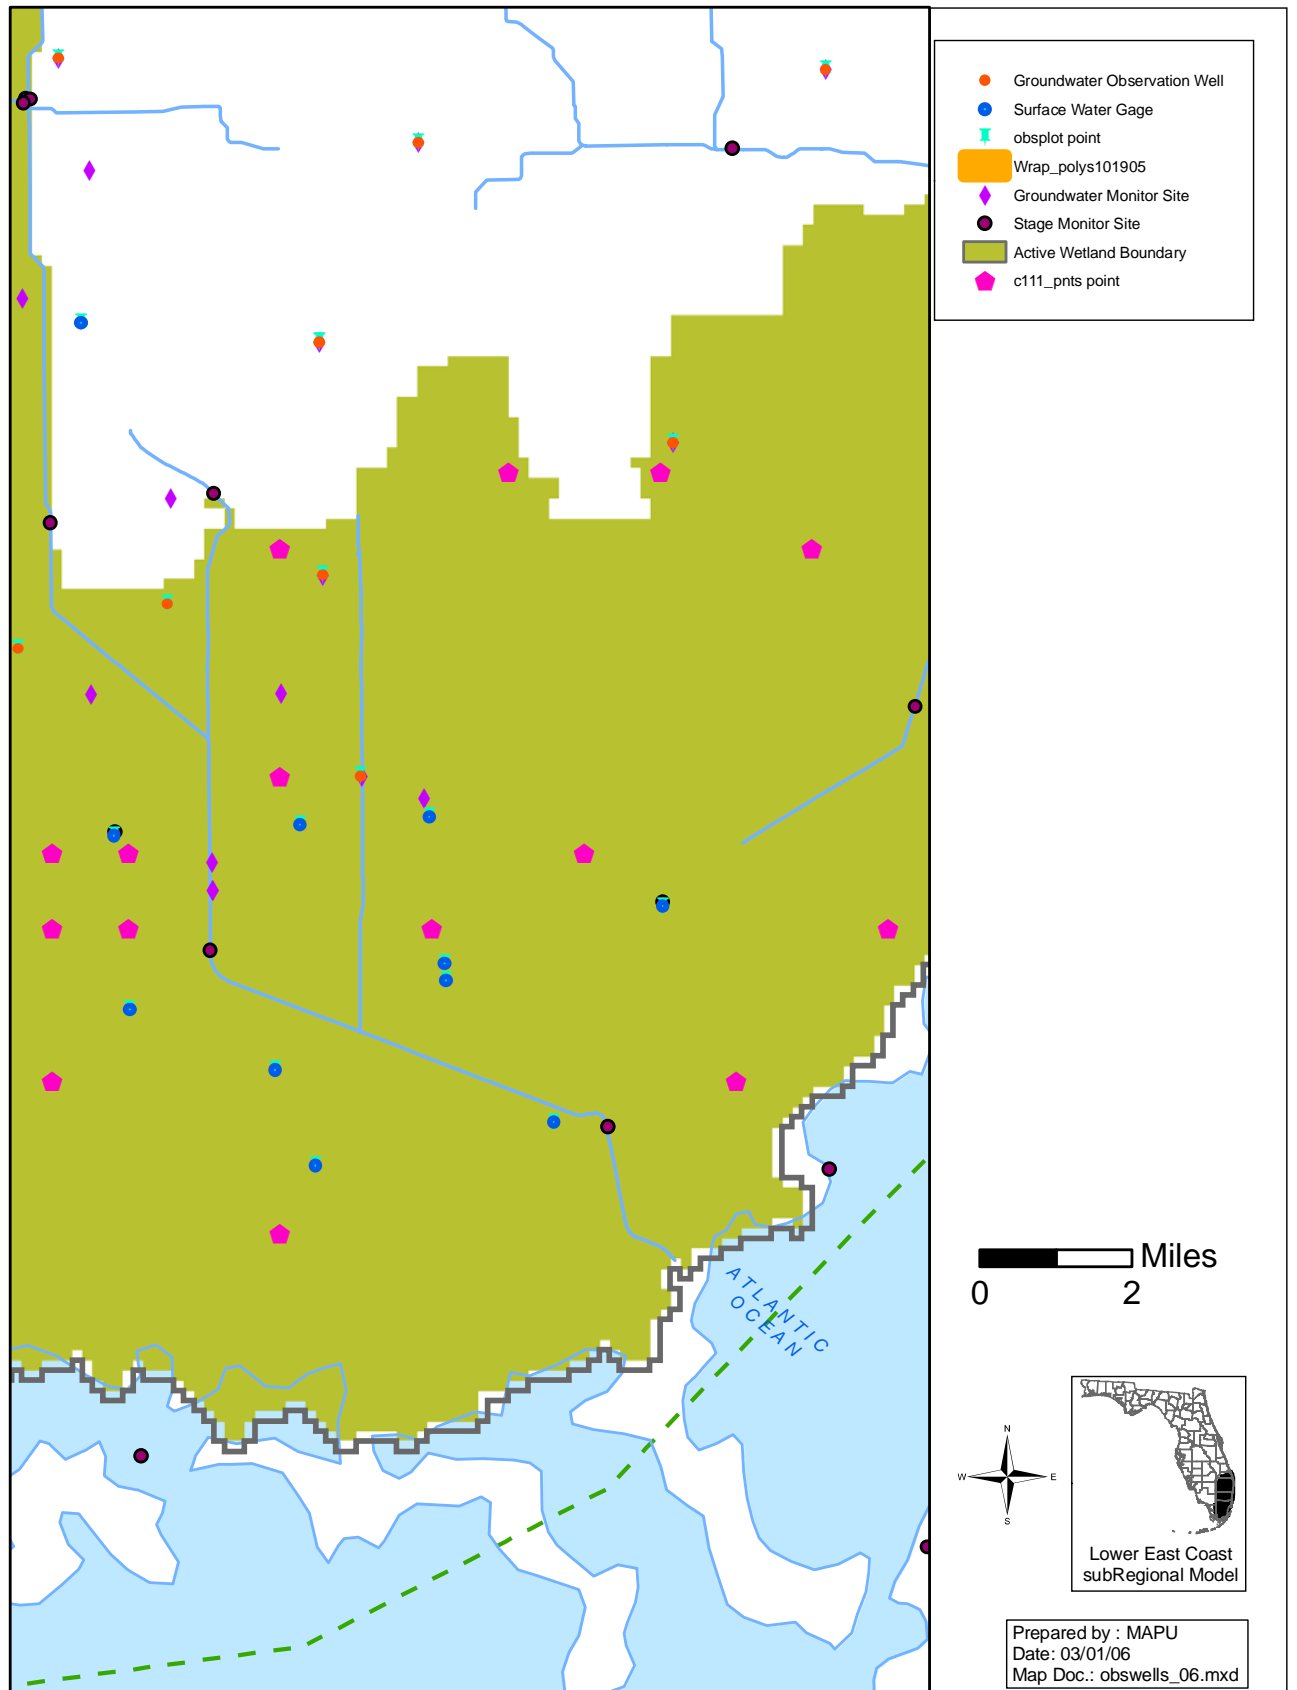 Groundwater Observation Well
Surface Water Gage
obsplot point
Wrap_polys101905
Groundwater Monitor Site
Stage Monitor Site
Active Wetland Boundary
c111_pnts point
ATLANTIC
OCEAN
Miles
0 2
N
W E
S
Lower East Coast
subRegional Model
Prepared by : MAPU
Date: 03/01/06
Map Doc.: obswells_06.mxd